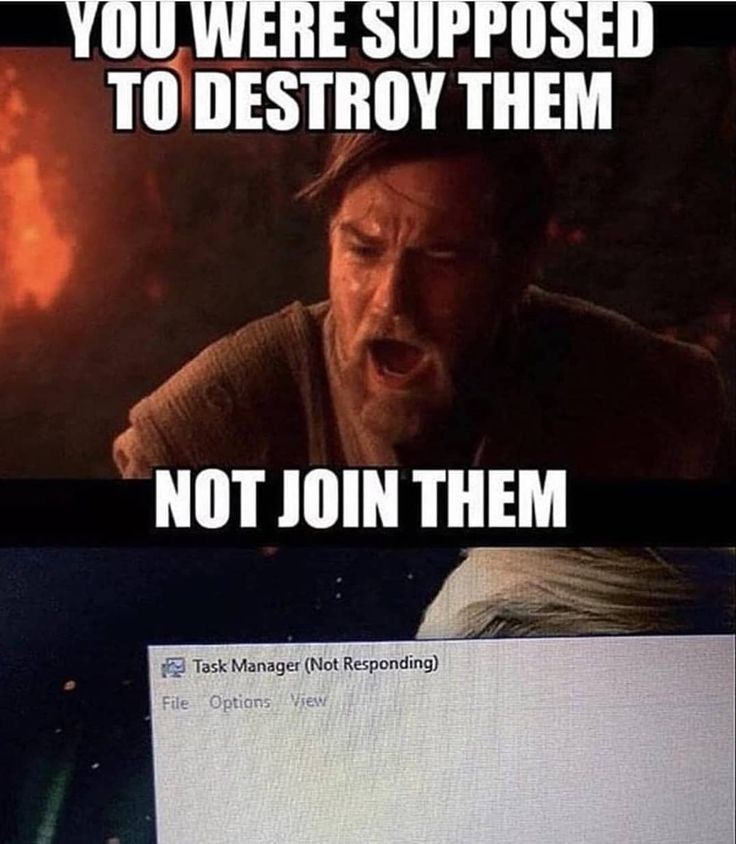 YOU WERE SUPPOSED
TO DESTROY THEM
NOT JOIN THEM
Task Manager (Not Responding)
File Options View